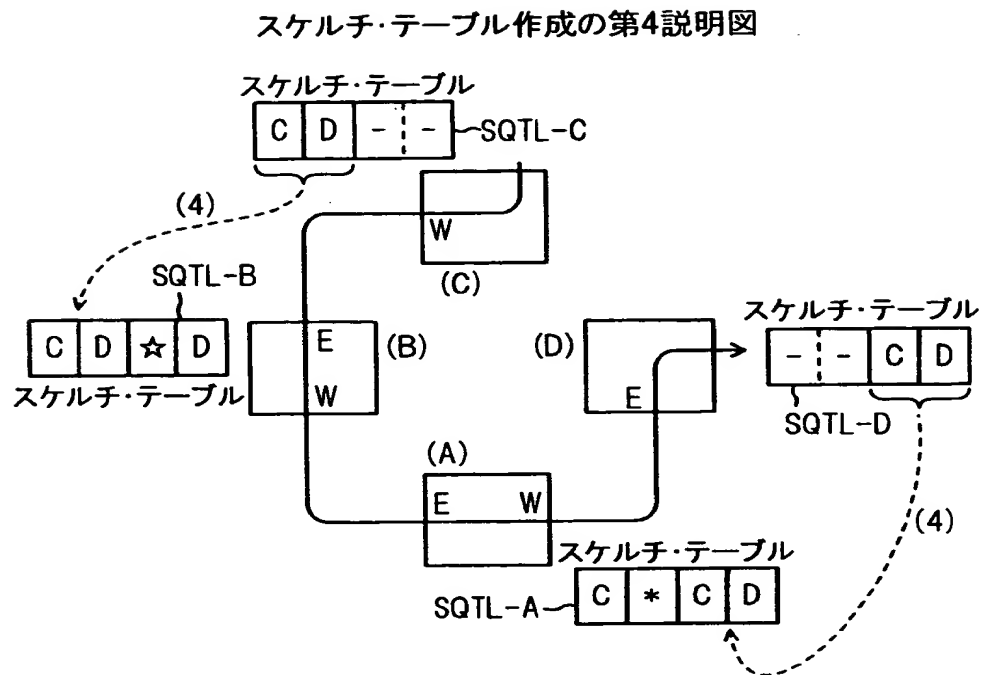 スケルチ・テーブル作成の第4説明図
スケルチ・テーブル
C D - - SQTL-C
(4)
W
(C)
SQTL-B
C D ☆ D
スケルチ・テーブル
E
W
(B)
(D)
E
スケルチ・テーブル
- - C D
SQTL-D
(4)
(A)
E W
スケルチ・テーブル
SQTL-A C * C D